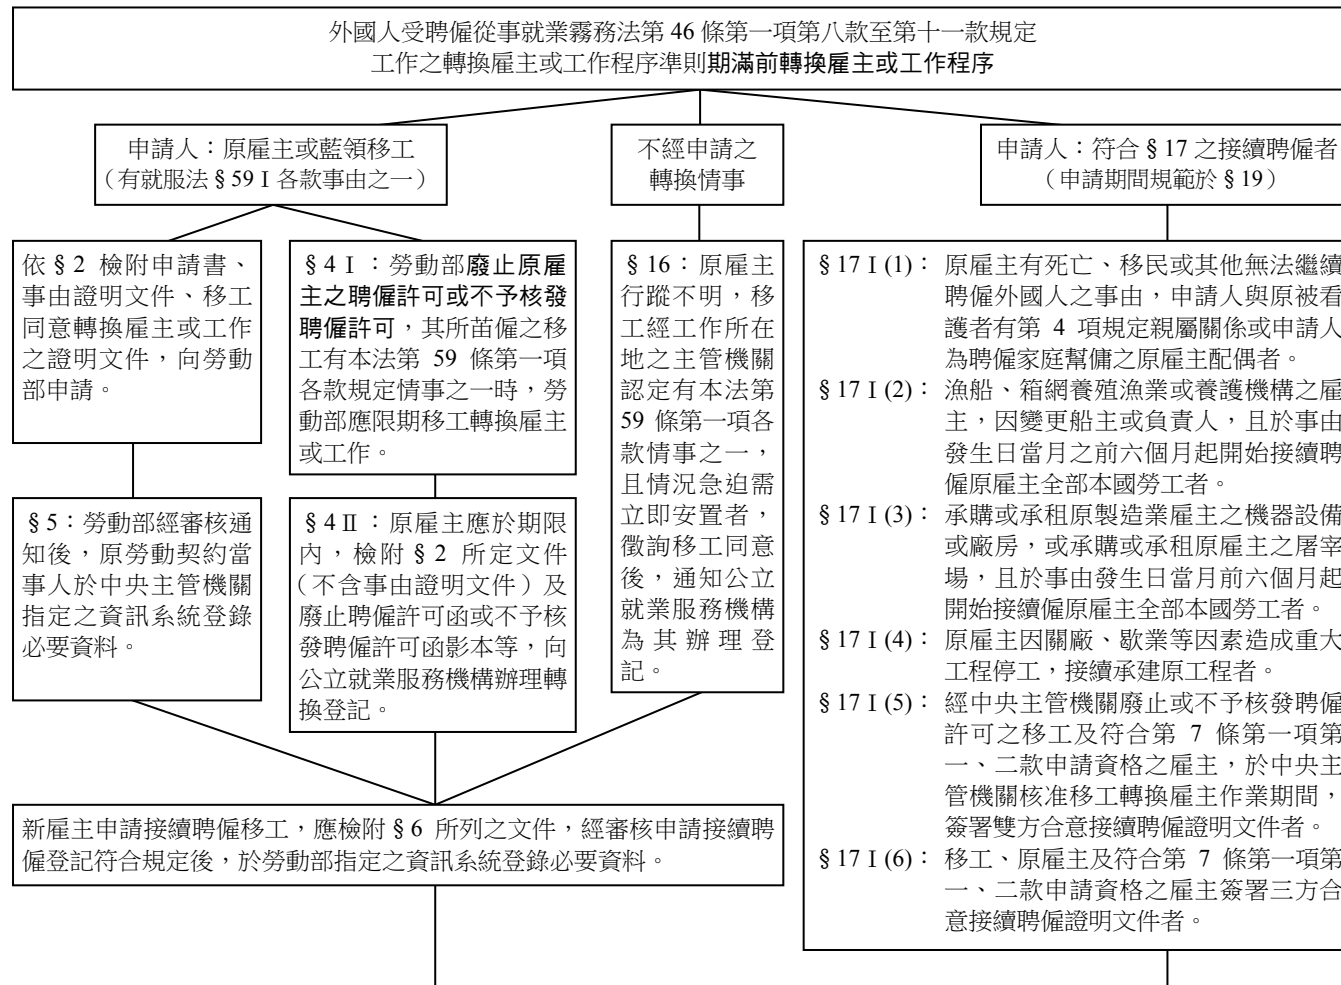 外國人受聘僱從事就業霧務法第 46 條第一項第八款至第十一款規定
工作之轉換雇主或工作程序準則期滿前轉換雇主或工作程序
申請人：原雇主或藍領移工
（有就服法§59 I 各款事由之一）
不經申請之
轉換情事
申請人：符合§17 之接續聘僱者
（申請期間規範於§19）
依§2 檢附申請書、
事由證明文件、移工
同意轉換雇主或工作
之證明文件，向勞動
部申請。
§4 I：勞動部廢止原雇
主之聘僱許可或不予核發
聘僱許可，其所苗僱之移
工有本法第 59 條第一項
各款規定情事之一時，勞
動部應限期移工轉換雇主
或工作。
§16：原雇主
行蹤不明，移
工經工作所在
地之主管機關
認定有本法第
59 條第一項各
款情事之一，
且情況急迫需
立即安置者，
徵詢移工同意
後，通知公立
就業服務機構
為其辦理登
記。
§5：勞動部經審核通
知後，原勞動契約當
事人於中央主管機關
指定之資訊系統登錄
必要資料。
§4 II：原雇主應於期限
內，檢附§2 所定文件
（不含事由證明文件）及
廢止聘僱許可函或不予核
發聘僱許可函影本等，向
公立就業服務機構辦理轉
換登記。
新雇主申請接續聘僱移工，應檢附§6 所列之文件，經審核申請接續聘
僱登記符合規定後，於勞動部指定之資訊系統登錄必要資料。
§17 I (1)： 原雇主有死亡、移民或其他無法繼續
聘僱外國人之事由，申請人與原被看
護者有第 4 項規定親屬關係或申請人
為聘僱家庭幫傭之原雇主配偶者。
§17 I (2)： 漁船、箱網養殖漁業或養護機構之雇
主，因變更船主或負責人，且於事由
發生日當月之前六個月起開始接續聘
僱原雇主全部本國勞工者。
§17 I (3)： 承購或承租原製造業雇主之機器設備
或廠房，或承購或承租原雇主之屠宰
場，且於事由發生日當月前六個月起
開始接續僱原雇主全部本國勞工者。
§17 I (4)： 原雇主因關廠、歇業等因素造成重大
工程停工，接續承建原工程者。
§17 I (5)： 經中央主管機關廢止或不予核發聘僱
許可之移工及符合第 7 條第一項第
一、二款申請資格之雇主，於中央主
管機關核准移工轉換雇主作業期間，
簽署雙方合意接續聘僱證明文件者。
§17 I (6)： 移工、原雇主及符合第 7 條第一項第
一、二款申請資格之雇主簽署三方合
意接續聘僱證明文件者。